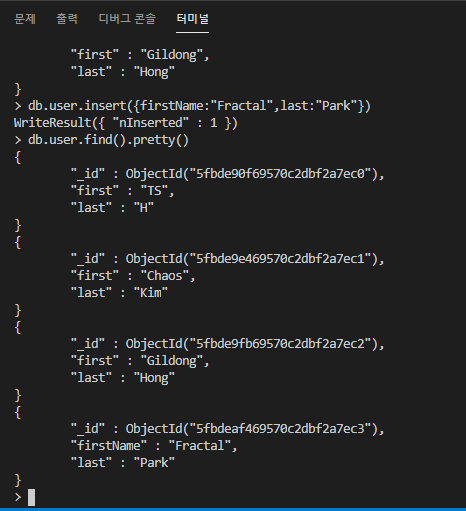 문제 출력 디버그 콘솔 터미널
"first" : "Gildong",
"last" : "Hong"
}
> db.user.insert({firstName:"Fractal",last:"Park"})
WriteResult({ "nInserted" : 1 })
> db.user.find().pretty()
{
"_id" : ObjectId("5fbde90f69570c2dbf2a7ec0"),
"first" : "TS",
"last" : "H"
}
{
"_id" : ObjectId("5fbde9e469570c2dbf2a7ec1"),
"first" : "Chaos",
"last" : "Kim"
}
{
"_id" : ObjectId("5fbde9fb69570c2dbf2a7ec2"),
"first" : "Gildong",
"last" : "Hong"
}
{
"_id" : ObjectId("5fbdeaf469570c2dbf2a7ec3"),
"firstName" : "Fractal",
"last" : "Park"
}
>